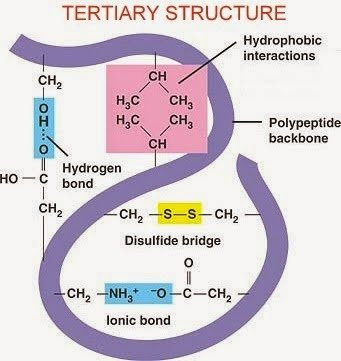 TERTIARY STRUCTURE
Hydrophobic
interactions
CH
H₃C CH₃
H₃C CH₃
CH
Polypeptide
backbone
CH₂
O
H
O
Hydrogen
bond
HO — C
CH₂
—CH₂ —S—S— CH₂ —
Disulfide bridge
O
—CH₂ —NH₃⁺ ⁻O—C—CH₂—
Ionic bond